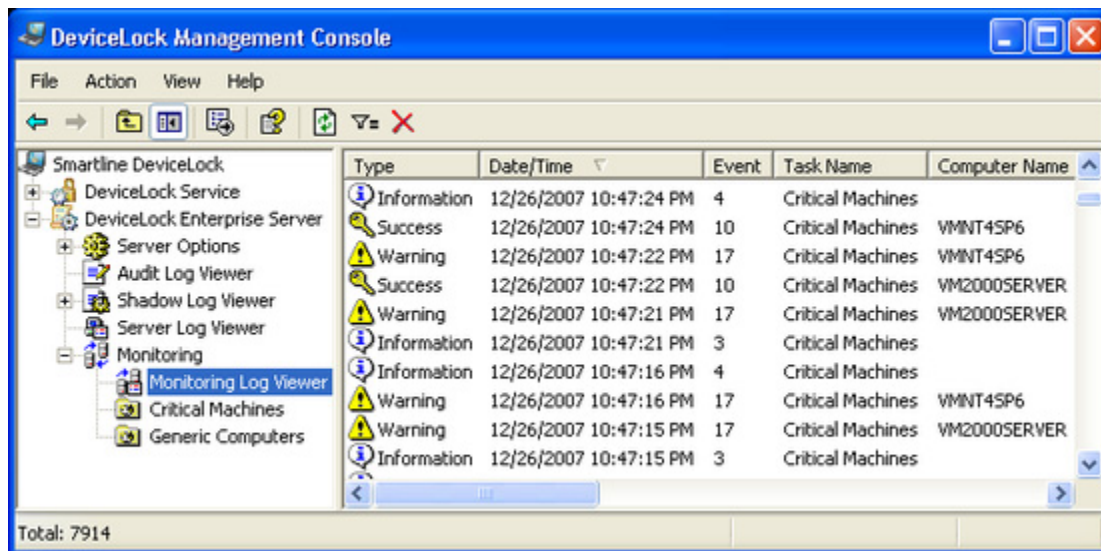 DeviceLock Management Console
File Action View Help
Smartline DeviceLock
DeviceLock Service
DeviceLock Enterprise Server
Server Options
Audit Log Viewer
Shadow Log Viewer
Server Log Viewer
Monitoring
Monitoring Log Viewer
Critical Machines
Generic Computers
Type Date/Time Event Task Name Computer Name
Information 12/26/2007 10:47:24 PM 4 Critical Machines
Success 12/26/2007 10:47:24 PM 10 Critical Machines VMNT4SP6
Warning 12/26/2007 10:47:22 PM 17 Critical Machines VMNT4SP6
Success 12/26/2007 10:47:22 PM 10 Critical Machines VM2000SERVER
Warning 12/26/2007 10:47:21 PM 17 Critical Machines VM2000SERVER
Information 12/26/2007 10:47:21 PM 3 Critical Machines
Information 12/26/2007 10:47:16 PM 4 Critical Machines
Warning 12/26/2007 10:47:16 PM 17 Critical Machines VMNT4SP6
Warning 12/26/2007 10:47:15 PM 17 Critical Machines VM2000SERVER
Information 12/26/2007 10:47:15 PM 3 Critical Machines
Total: 7914